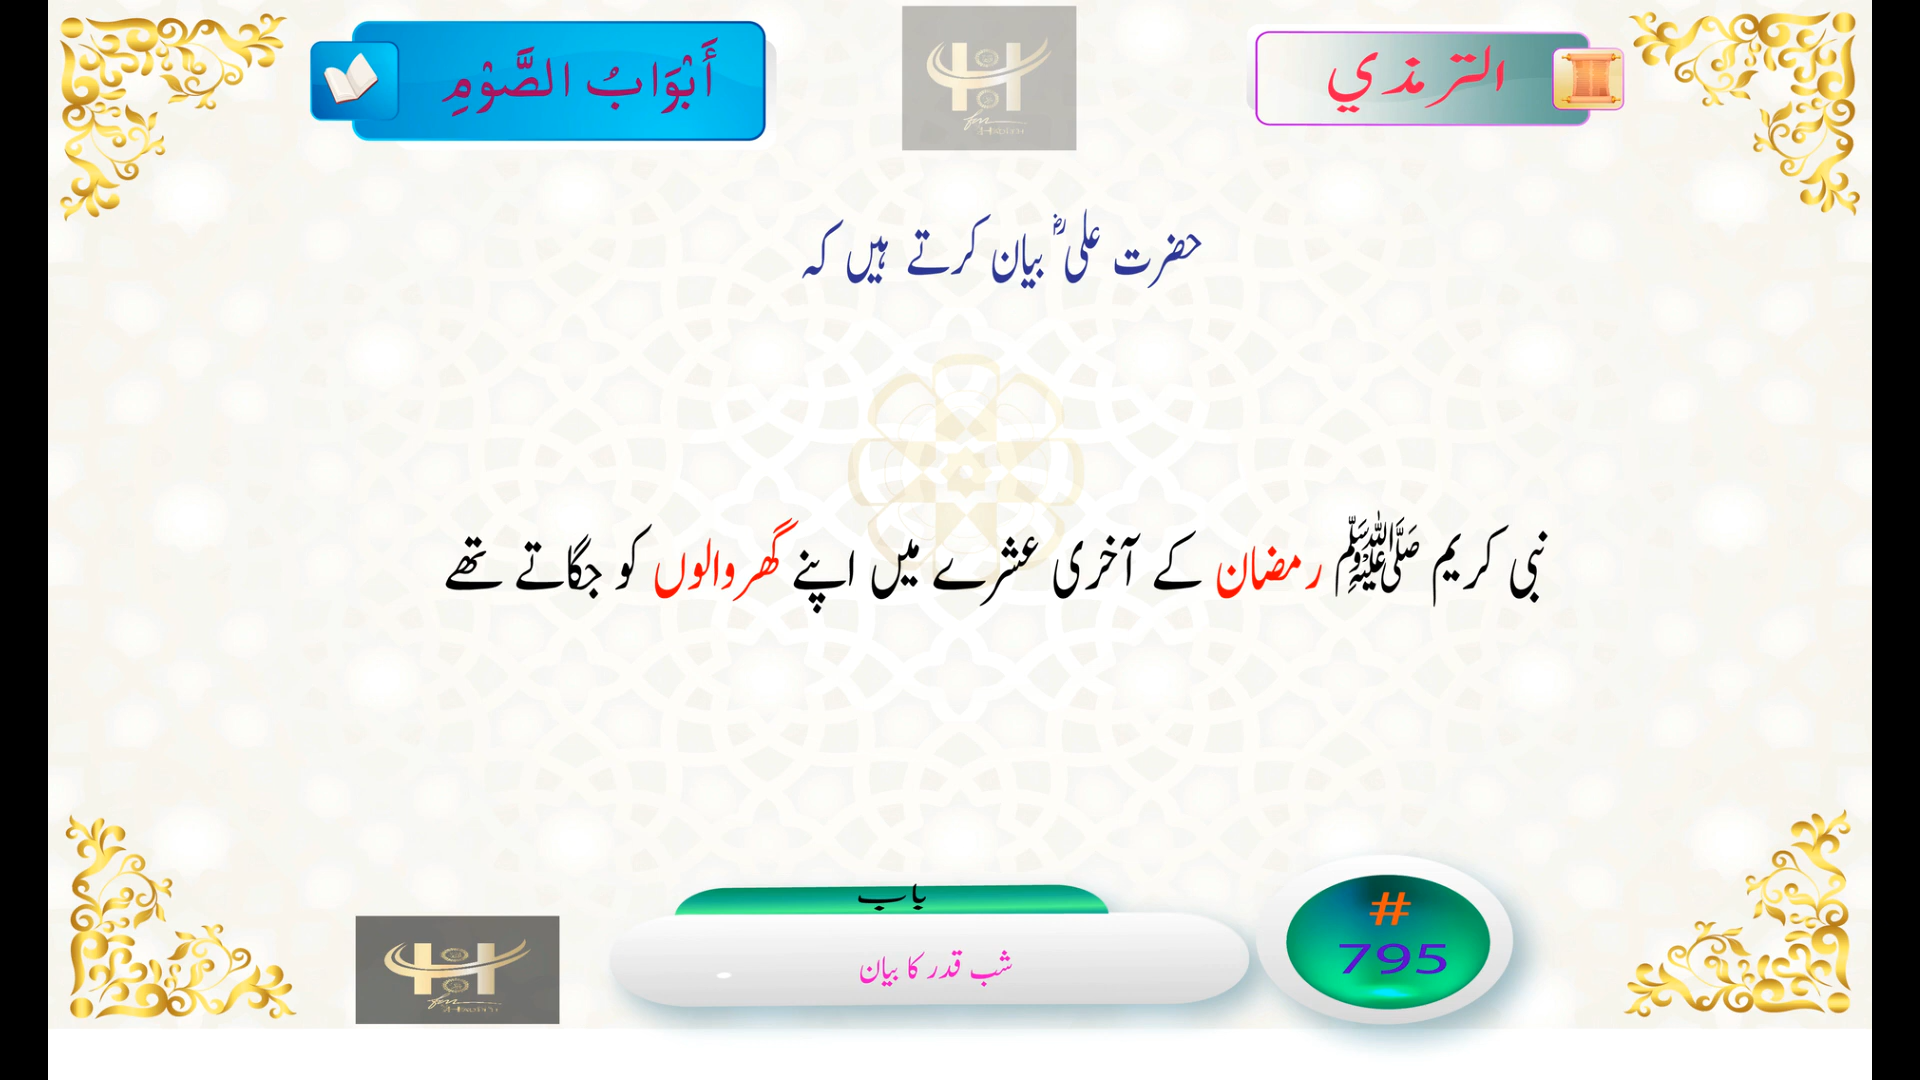 الترمذي
أَبْوَابُ الصَّوْمِ
حضرت علیؓ بیان کرتے ہیں کہ
نبی کریم ﷺ رمضان کے آخری عشرے میں اپنے گھر والوں کو جگاتے تھے
باب
شب قدر کا بیان
#
795